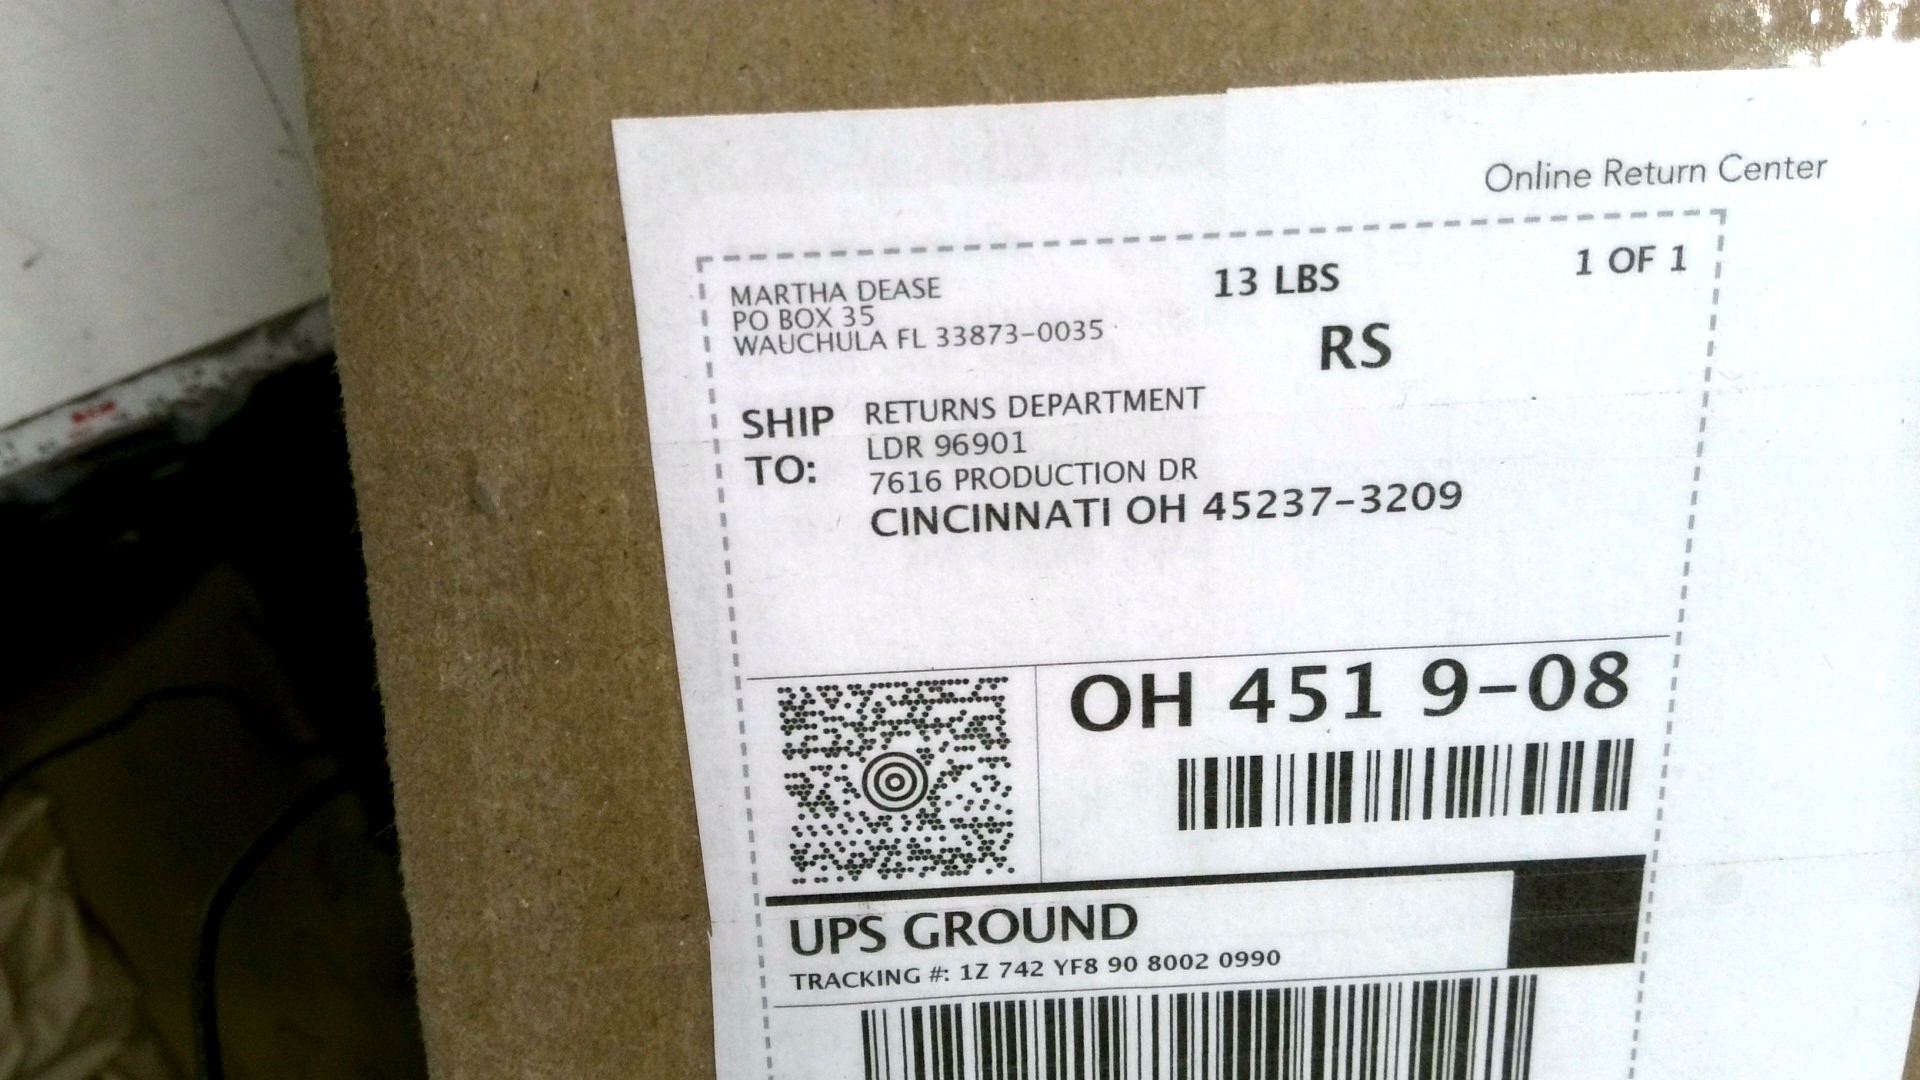 Online Return Center
MARTHA DEASE
PO BOX 35
WAUCHULA FL 33873-0035
13 LBS
1 OF 1
RS
SHIP TO:
RETURNS DEPARTMENT
LDR 96901
7616 PRODUCTION DR
CINCINNATI OH 45237-3209
OH 451 9-08
UPS GROUND
TRACKING #: 1Z 742 YF8 90 8002 0990